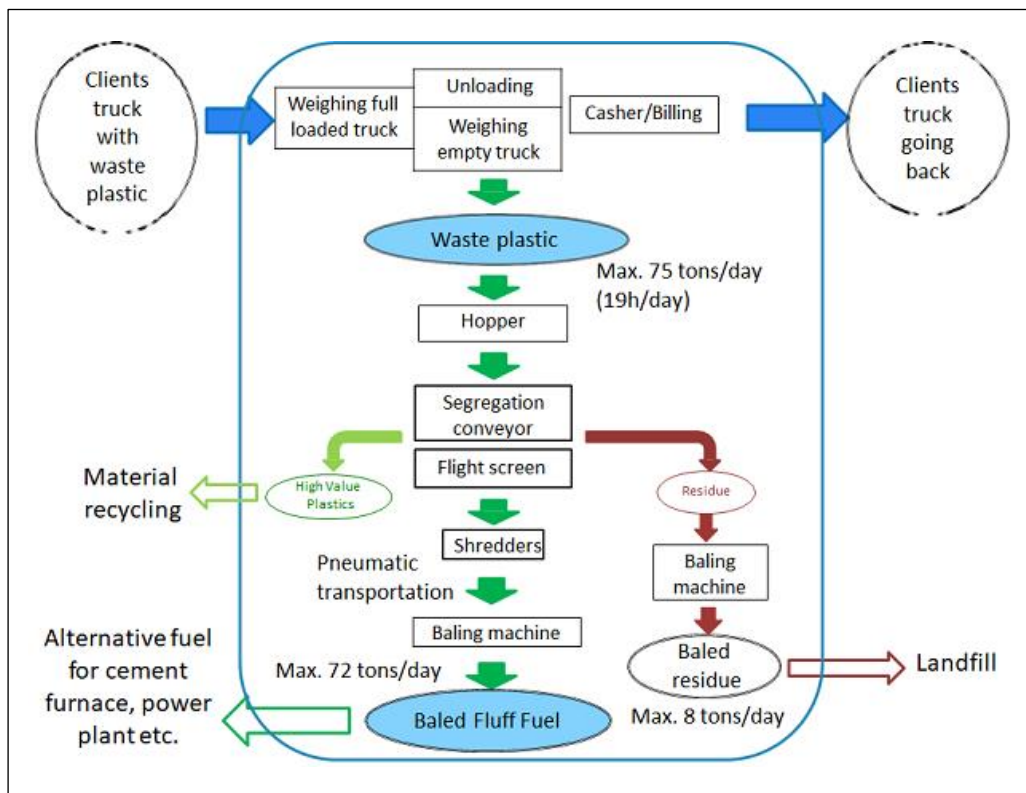 Clients
truck
with
waste
plastic
Weighing full
loaded truck
Unloading
Weighing
empty truck
Casher/Billing
Clients
truck
going
back
Waste plastic
Max. 75 tons/day
(19h/day)
Hopper
Segregation
conveyor
Flight screen
High Value
Plastics
Material
recycling
Residue
Shredders
Pneumatic
transportation
Baling
machine
Baling machine
Alternative fuel
for cement
furnace, power
plant etc.
Max. 72 tons/day
Baled Fluff Fuel
Baled
residue
Landfill
Max. 8 tons/day